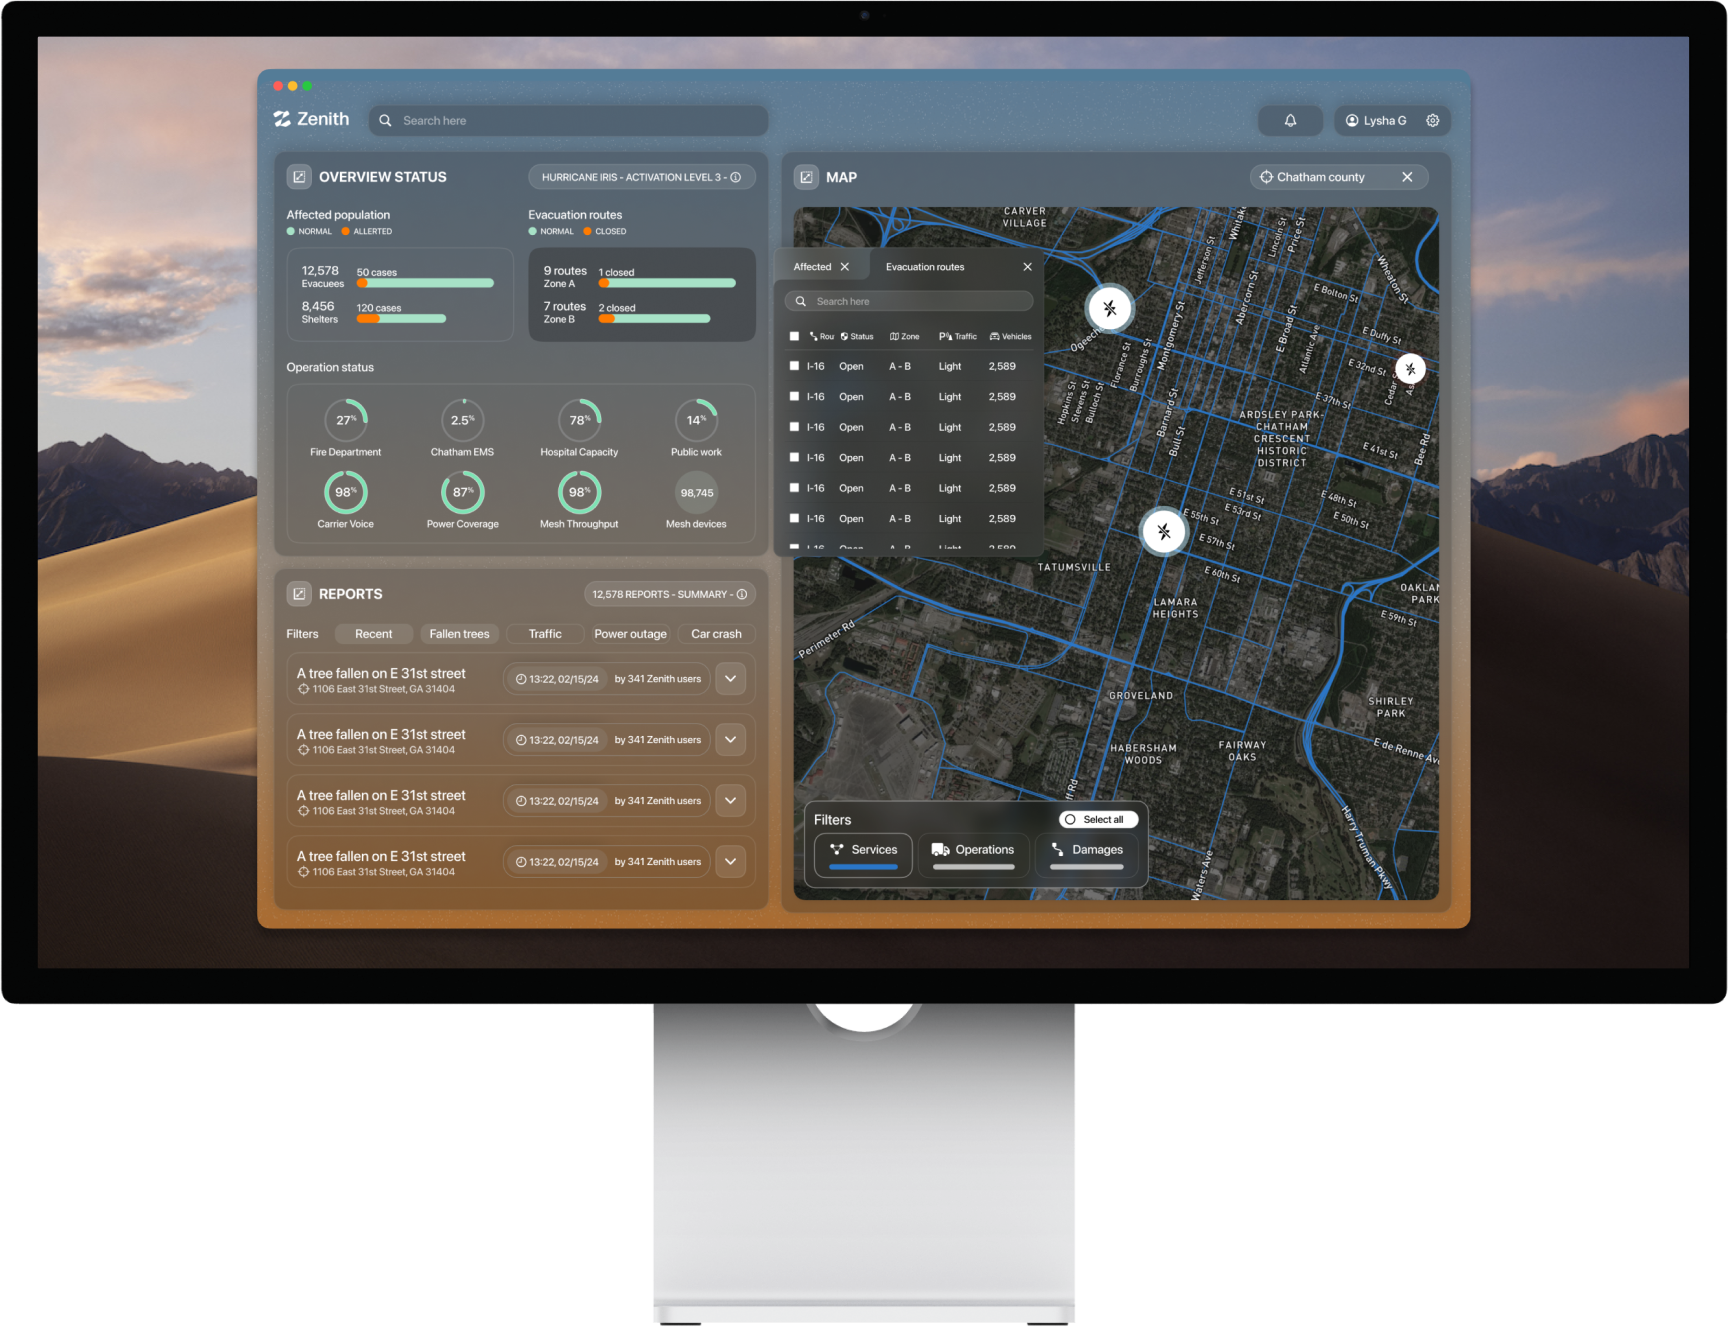 Zenith
Search here
Lysha G
OVERVIEW STATUS
HURRICANE IRIS - ACTIVATION LEVEL 3 -
Affected population
NORMAL ALLERTED
12,578
Evacuees
50 cases
8,456
Shelters
120 cases
Evacuation routes
NORMAL CLOSED
9 routes
Zone A
1 closed
7 routes
Zone B
2 closed
Operation status
27%
Fire Department
2.5%
Chatham EMS
78%
Hospital Capacity
14%
Public work
98%
Carrier Voice
87%
Power Coverage
98%
Mesh Throughput
98,745
Mesh devices
REPORTS
12,578 REPORTS - SUMMARY -
Filters Recent Fallen trees Traffic Power outage Car crash
A tree fallen on E 31st street
1106 East 31st Street, GA 31404
13:22, 02/15/24 by 341 Zenith users
A tree fallen on E 31st street
1106 East 31st Street, GA 31404
13:22, 02/15/24 by 341 Zenith users
A tree fallen on E 31st street
1106 East 31st Street, GA 31404
13:22, 02/15/24 by 341 Zenith users
A tree fallen on E 31st street
1106 East 31st Street, GA 31404
13:22, 02/15/24 by 341 Zenith users
MAP
Chatham county
Affected
Evacuation routes
Search here
Rou Status Zone Traffic Vehicles
I-16 Open A - B Light 2,589
I-16 Open A - B Light 2,589
I-16 Open A - B Light 2,589
I-16 Open A - B Light 2,589
I-16 Open A - B Light 2,589
I-16 Open A - B Light 2,589
I-16 Open A - B Light 2,589
CARVER
VILLAGE
Whitak
Lincoln St
Price St
Jefferson St
Wheaton St
Abercorn St
E Bolton St
E Broad St
Montgomery St
Ogeech
E Duffy St
Atlantic Ave
Florance St
Burroughs St
E 32nd St
Cedar S
As
Hopkins St
Stevens St
Bulloch St
E 37th St
Barnard St
Bull St
ARDSLEY PARK-
CHATHAM
CRESCENT
HISTORIC
DISTRICT
E 41st St
Bee Rd
E 51st St
E 48th St
E 53rd St
E 50th St
E 55th St
E 57th St
TATUMSVILLE
E 60th St
OAKLAN
PARK
LAMARA
HEIGHTS
E 59th St
Perimeter Rd
GROVELAND
SHIRLEY
PARK
HABERSHAM
WOODS
FAIRWAY
OAKS
E de Renne Av
ff Rd
Harry Truman Pkwy
Waters Ave
Filters
Select all
Services Operations Damages